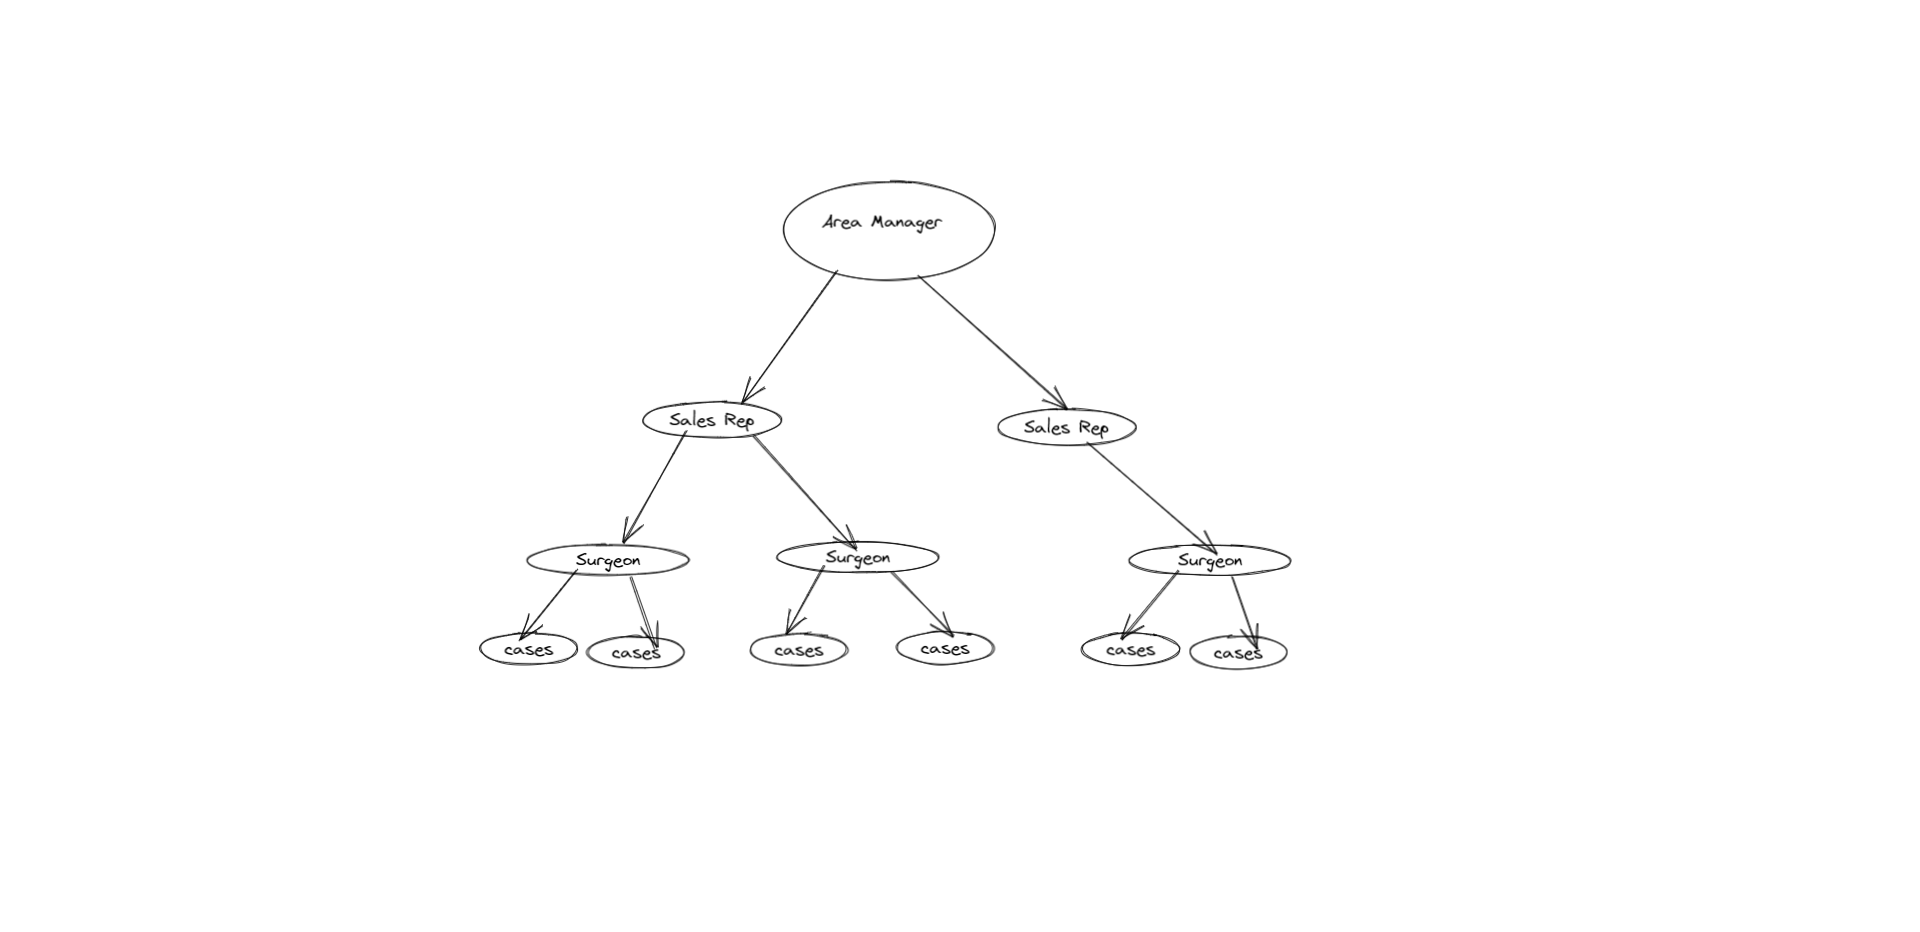 Area Manager
Sales Rep
Sales Rep
Surgeon
Surgeon
Surgeon
cases
cases
cases
cases
cases
cases